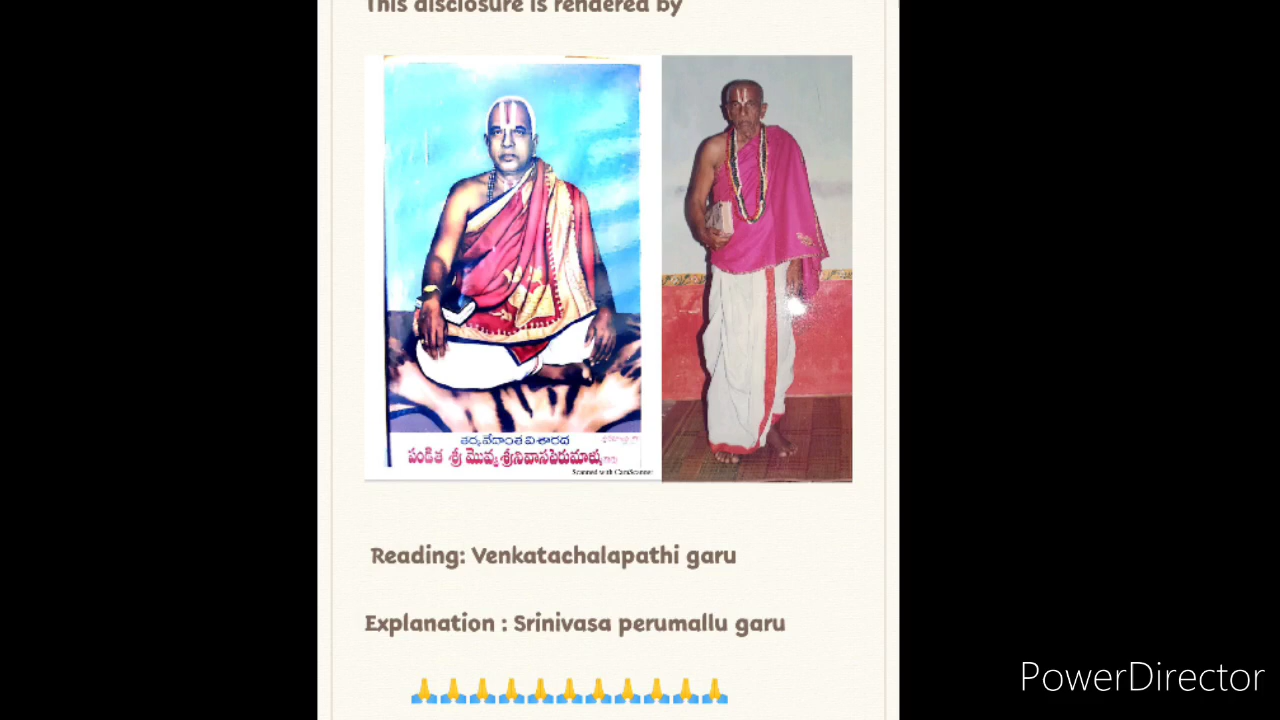 This disclosure is rendered by
తర్కవేదాంత విశారధ
పండిత శ్రీ మొవ్వ శ్రీనివాసపెరుమాళ్ళు గారు
Scanned with CamScanner
Reading: Venkatachalapathi garu
Explanation : Srinivasa perumallu garu
🙏🙏🙏🙏🙏🙏🙏🙏🙏🙏🙏
PowerDirector